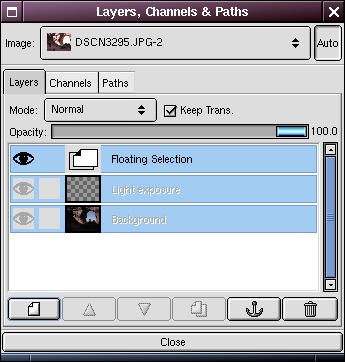 Layers, Channels & Paths
Image: DSCN3295.JPG-2 Auto
Layers Channels Paths
Mode: Normal Keep Trans.
Opacity: 100.0
Floating Selection
Light exposure
Background
Close